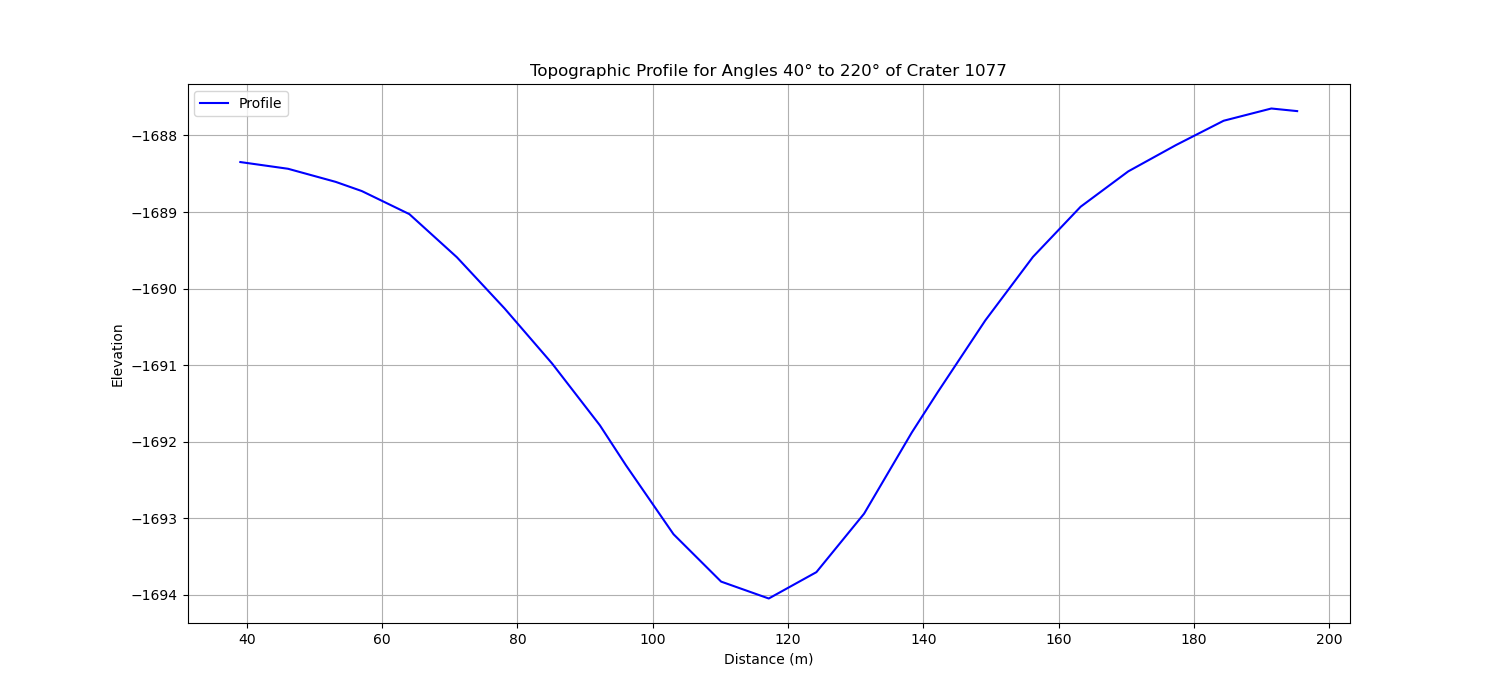 Topographic Profile for Angles 40° to 220° of Crater 1077
Profile
−1688
−1689
−1690
−1691
−1692
−1693
−1694
Elevation
40 60 80 100 120 140 160 180 200
Distance (m)